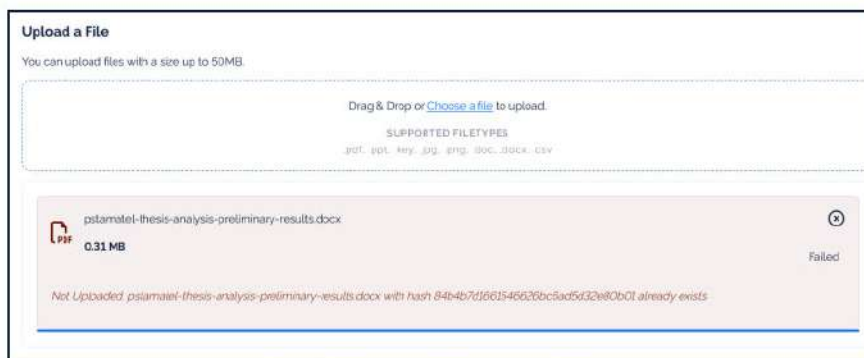 Upload a File
You can upload files with a size up to 50MB.
Drag & Drop or Choose a file to upload.
SUPPORTED FILETYPES
.pdf, .ppt, .key, .jpg, .png, .doc, .docx, .csv
pstamatel-thesis-analysis-preliminary-results.docx
PDF
0.31 MB
Failed
Not Uploaded. pstamatel-thesis-analysis-preliminary-results.docx with hash 84b4b7d1661546626bc5ad5d32e80b01 already exists